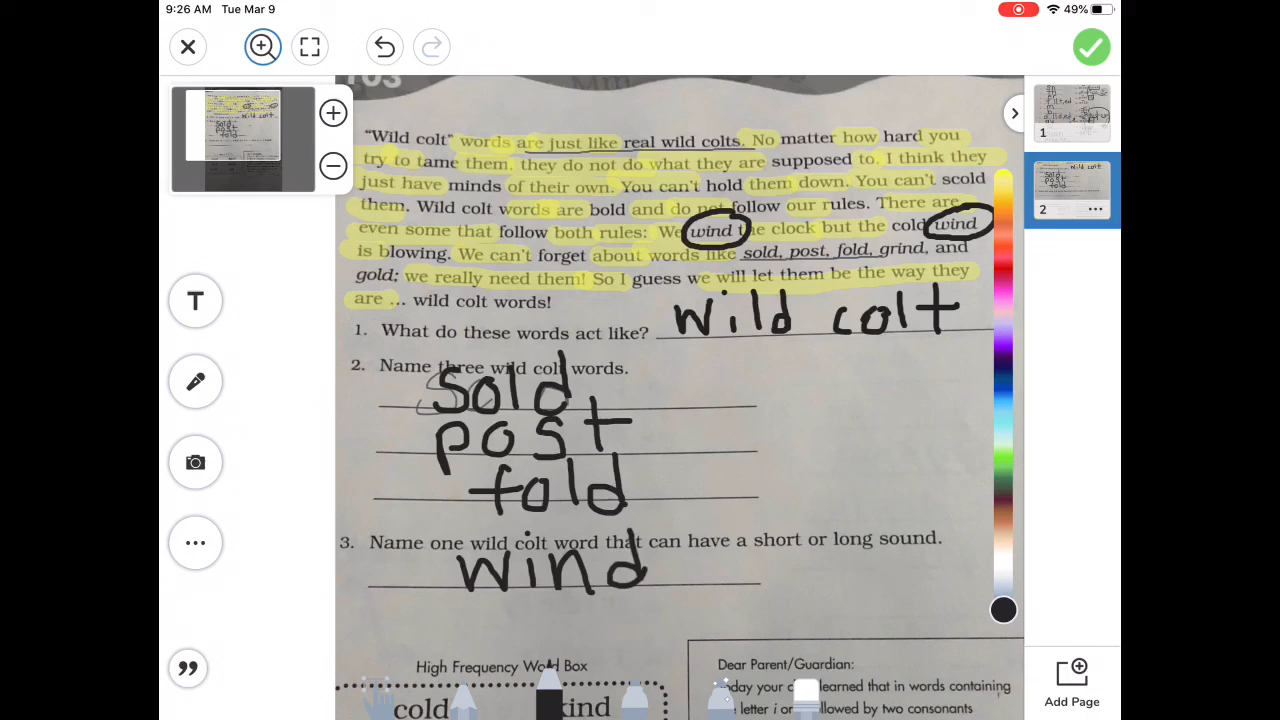 9:26 AM Tue Mar 9
49%
103
"Wild colt" words are just like real wild colts. No matter how hard you
try to tame them, they do not do what they are supposed to. I think they
just have minds of their own. You can't hold them down. You can't scold
them. Wild colt words are bold and do not follow our rules. There are
even some that follow both rules: We wind the clock but the cold wind
is blowing. We can't forget about words like sold, post, fold, grind, and
gold; we really need them! So I guess we will let them be the way they
are ... wild colt words!
1. What do these words act like? wild colt
2. Name three wild colt words.
sold
post
fold
3. Name one wild colt word that can have a short or long sound.
wind
High Frequency Word Box
cold kind
Dear Parent/Guardian:
learned that in words containing
letter i or followed by two consonants
T
1
2
Add Page